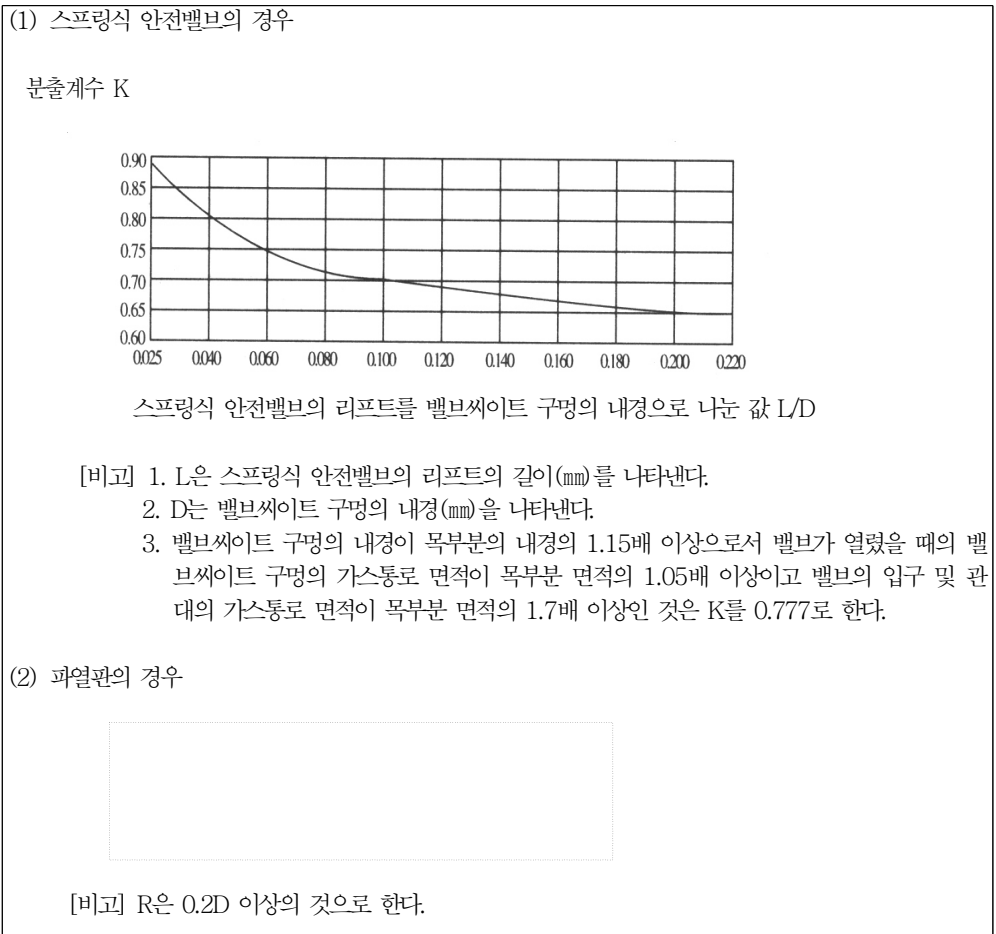 (1) 스프링식 안전밸브의 경우
분출계수 K
0.90
0.85
0.80
0.75
0.70
0.65
0.60
0.025 0.040 0.060 0.080 0.100 0.120 0.140 0.160 0.180 0.200 0.220
스프링식 안전밸브의 리프트를 밸브씨이트 구멍의 내경으로 나눈 값 L/D
[비고] 1. L은 스프링식 안전밸브의 리프트의 길이(㎜)를 나타낸다.
2. D는 밸브씨이트 구멍의 내경(㎜)을 나타낸다.
3. 밸브씨이트 구멍의 내경이 목부분의 내경의 1.15배 이상으로서 밸브가 열렸을 때의 밸
브씨이트 구멍의 가스통로 면적이 목부분 면적의 1.05배 이상이고 밸브의 입구 및 관
대의 가스통로 면적이 목부분 면적의 1.7배 이상인 것은 K를 0.777로 한다.
(2) 파열판의 경우
[비고] R은 0.2D 이상의 것으로 한다.